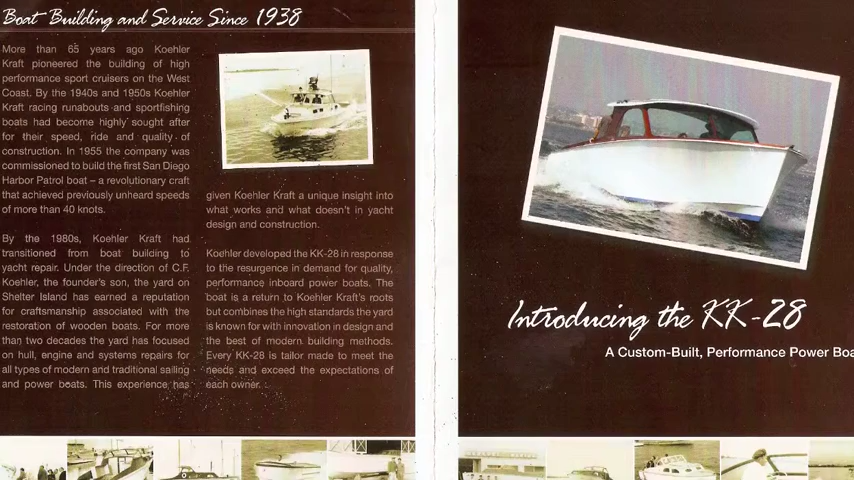 Boat Building and Service Since 1938
More than 65 years ago Koehler
Kraft pioneered the building of high
performance sport cruisers on the West
Coast. By the 1940s and 1950s Koehler
Kraft racing runabouts and sportfishing
boats had become highly sought after
for their speed, ride and quality of
construction. In 1955 the company was
commissioned to build the first San Diego
Harbor Patrol boat – a revolutionary craft
that achieved previously unheard speeds
of more than 40 knots.
By the 1980s, Koehler Kraft had
transitioned from boat building to
yacht repair. Under the direction of C.F.
Koehler, the founder's son, the yard on
Shelter Island has earned a reputation
for craftsmanship associated with the
restoration of wooden boats. For more
than two decades the yard has focused
on hull, engine and systems repairs for
all types of modern and traditional sailing
and power boats. This experience has
given Koehler Kraft a unique insight into
what works and what doesn't in yacht
design and construction.
Koehler developed the KK-28 in response
to the resurgence in demand for quality,
performance inboard power boats. The
boat is a return to Koehler Kraft's roots
but combines the high standards the yard
is known for with innovation in design and
the best of modern building methods.
Every KK-28 is tailor made to meet the
needs and exceed the expectations of
each owner.
Introducing the KK-28
A Custom-Built, Performance Power Boa